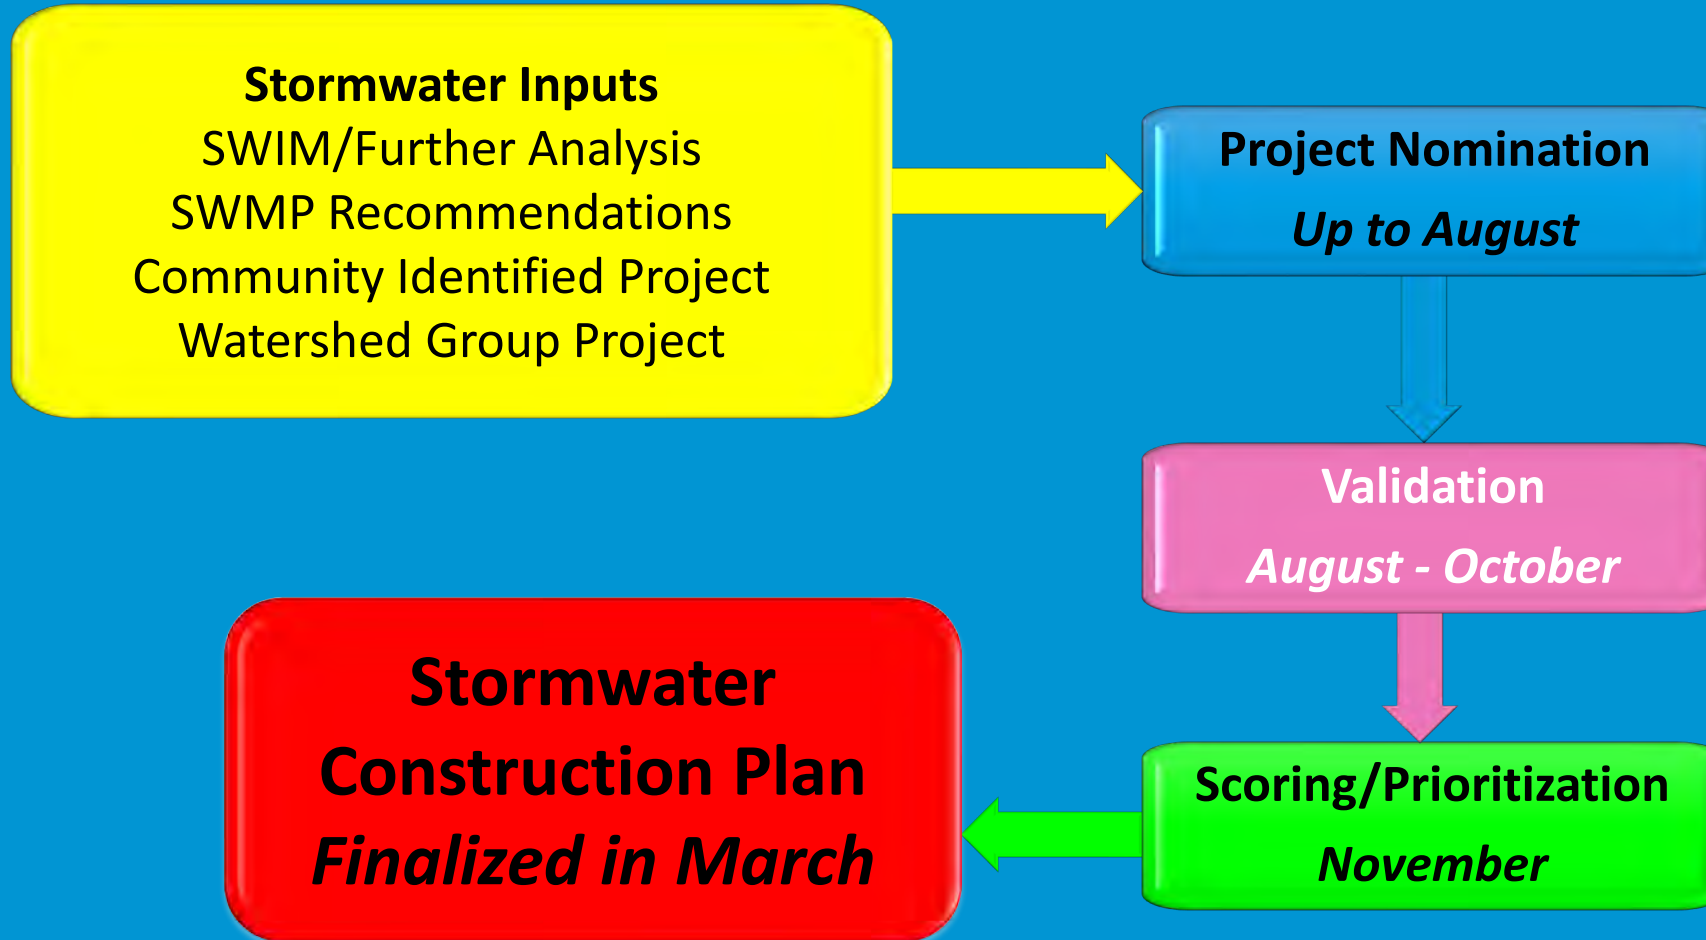 Stormwater Inputs
SWIM/Further Analysis
SWMP Recommendations
Community Identified Project
Watershed Group Project
Project Nomination
Up to August
Validation
August - October
Scoring/Prioritization
November
Stormwater
Construction Plan
Finalized in March